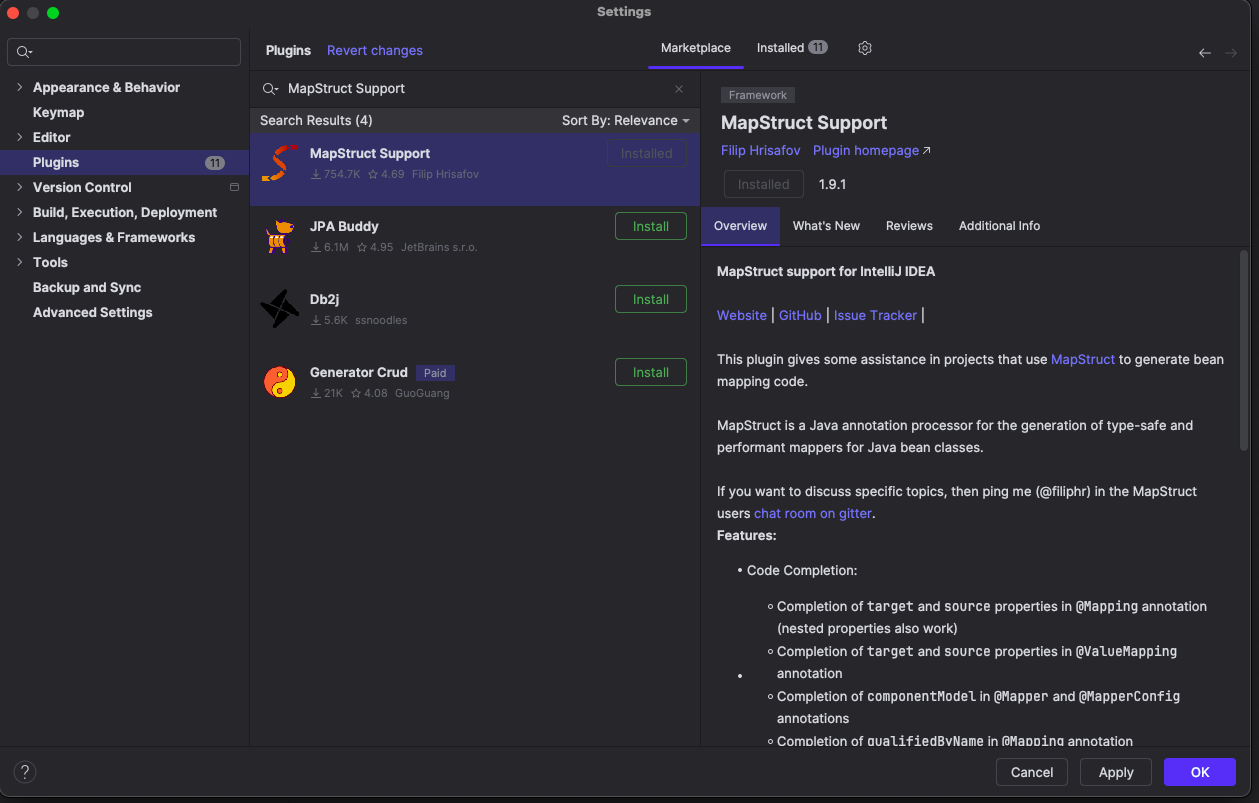 Settings
Plugins Revert changes
Marketplace
Installed 11
Appearance & Behavior
Keymap
Editor
Plugins 11
Version Control
Build, Execution, Deployment
Languages & Frameworks
Tools
Backup and Sync
Advanced Settings
MapStruct Support
Search Results (4) Sort By: Relevance
MapStruct Support Installed
754.7K 4.69 Filip Hrisafov
JPA Buddy Install
6.1M 4.95 JetBrains s.r.o.
Db2j Install
5.6K ssnoodles
Generator Crud Paid Install
21K 4.08 GuoGuang
Framework
MapStruct Support
Filip Hrisafov Plugin homepage ↗
Installed 1.9.1
Overview What's New Reviews Additional Info
MapStruct support for IntelliJ IDEA
Website | GitHub | Issue Tracker |
This plugin gives some assistance in projects that use MapStruct to generate bean
mapping code.
MapStruct is a Java annotation processor for the generation of type-safe and
performant mappers for Java bean classes.
If you want to discuss specific topics, then ping me (@filiphr) in the MapStruct
users chat room on gitter.
Features:
• Code Completion:
Completion of target and source properties in @Mapping annotation
(nested properties also work)
Completion of target and source properties in @ValueMapping
annotation
Completion of componentModel in @Mapper and @MapperConfig
annotations
Completion of qualifiedByName in @Mapping annotation
? Cancel Apply OK